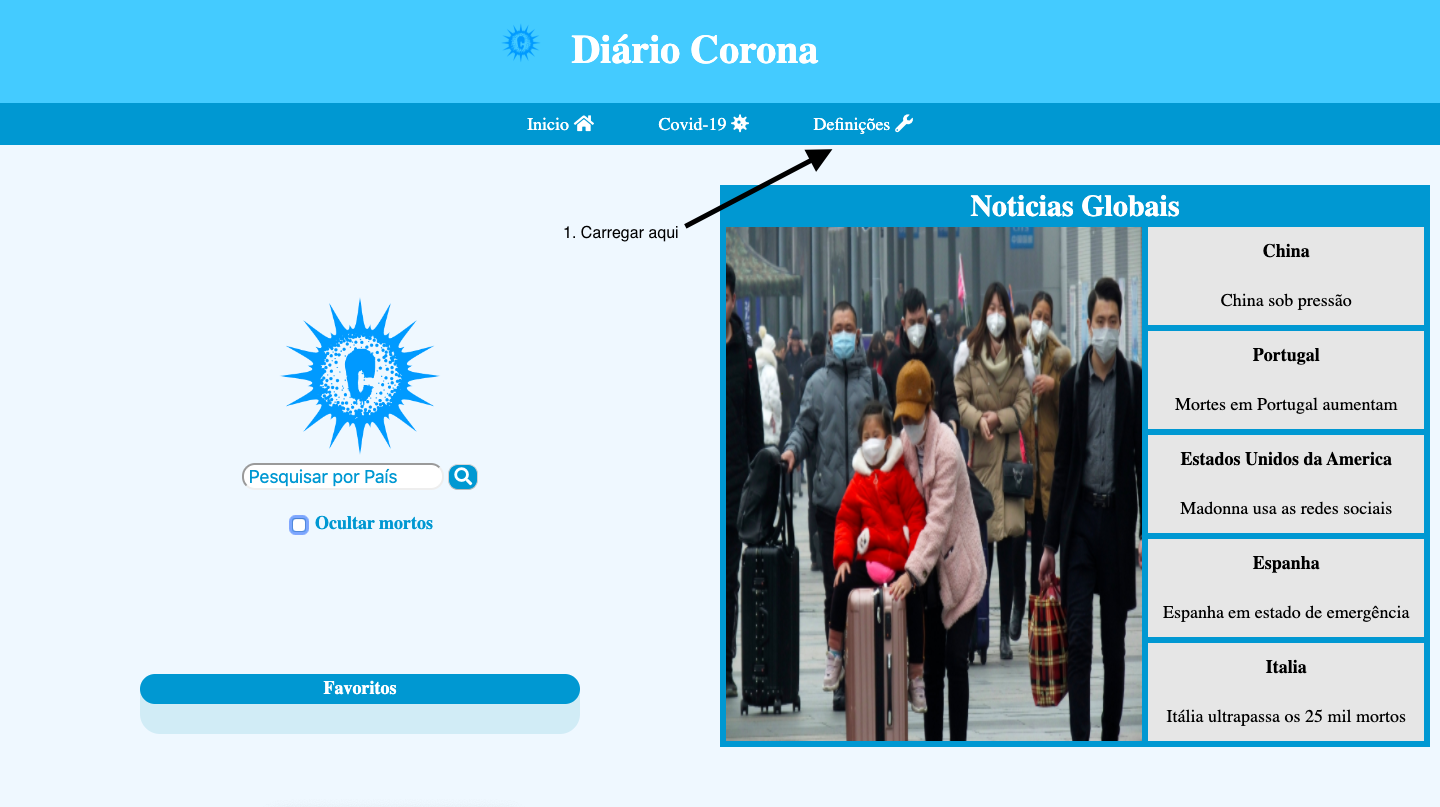 Diário Corona
Inicio
Covid-19
Definições
1. Carregar aqui
Pesquisar por País
Ocultar mortos
Favoritos
Noticias Globais
China
China sob pressão
Portugal
Mortes em Portugal aumentam
Estados Unidos da America
Madonna usa as redes sociais
Espanha
Espanha em estado de emergência
Italia
Itália ultrapassa os 25 mil mortos